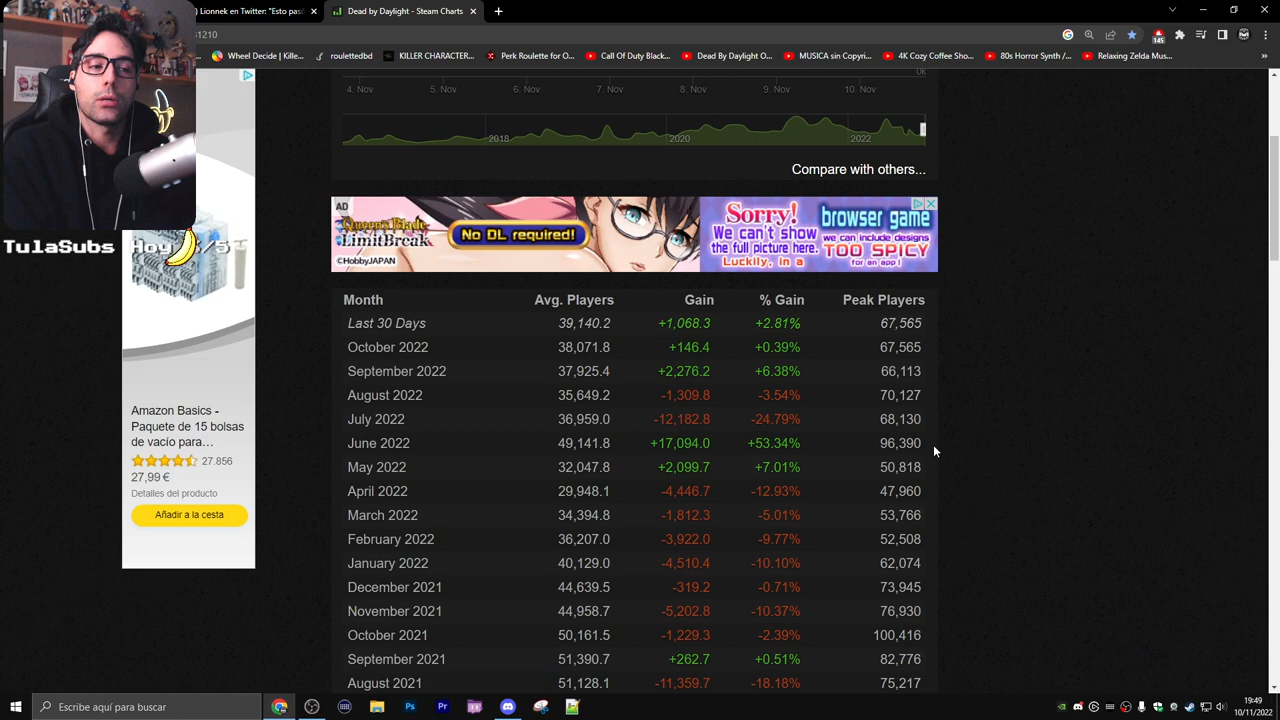 Lionnek en Twitter: "Esto pasó
Dead by Daylight - Steam Charts
1210
Wheel Decide | Kille...
roulettedbd
KILLER CHARACTER...
Perk Roulette for O...
Call Of Duty Black...
Dead By Daylight O...
MUSICA sin Copyri...
4K Cozy Coffee Sho...
80s Horror Synth /...
Relaxing Zelda Mus...
145
0k
4. Nov
5. Nov
6. Nov
7. Nov
8. Nov
9. Nov
10. Nov
2018
2020
2022
Compare with others...
AD
Queen's Blade
LimitBreak
©HobbyJAPAN
No DL required!
Sorry!
We can't show
the full picture here.
Luckily, in a
browser game
we can include designs
TOO SPICY
for an app!
TulaSubs Hoy /5
Amazon Basics -
Paquete de 15 bolsas
de vacío para...
27.856
27,99 €
Detalles del producto
Añadir a la cesta
Month Avg. Players Gain % Gain Peak Players
Last 30 Days 39,140.2 +1,068.3 +2.81% 67,565
October 2022 38,071.8 +146.4 +0.39% 67,565
September 2022 37,925.4 +2,276.2 +6.38% 66,113
August 2022 35,649.2 -1,309.8 -3.54% 70,127
July 2022 36,959.0 -12,182.8 -24.79% 68,130
June 2022 49,141.8 +17,094.0 +53.34% 96,390
May 2022 32,047.8 +2,099.7 +7.01% 50,818
April 2022 29,948.1 -4,446.7 -12.93% 47,960
March 2022 34,394.8 -1,812.3 -5.01% 53,766
February 2022 36,207.0 -3,922.0 -9.77% 52,508
January 2022 40,129.0 -4,510.4 -10.10% 62,074
December 2021 44,639.5 -319.2 -0.71% 73,945
November 2021 44,958.7 -5,202.8 -10.37% 76,930
October 2021 50,161.5 -1,229.3 -2.39% 100,416
September 2021 51,390.7 +262.7 +0.51% 82,776
August 2021 51,128.1 -11,359.7 -18.18% 75,217
Escribe aquí para buscar
Ps
Pr
19:49
10/11/2022